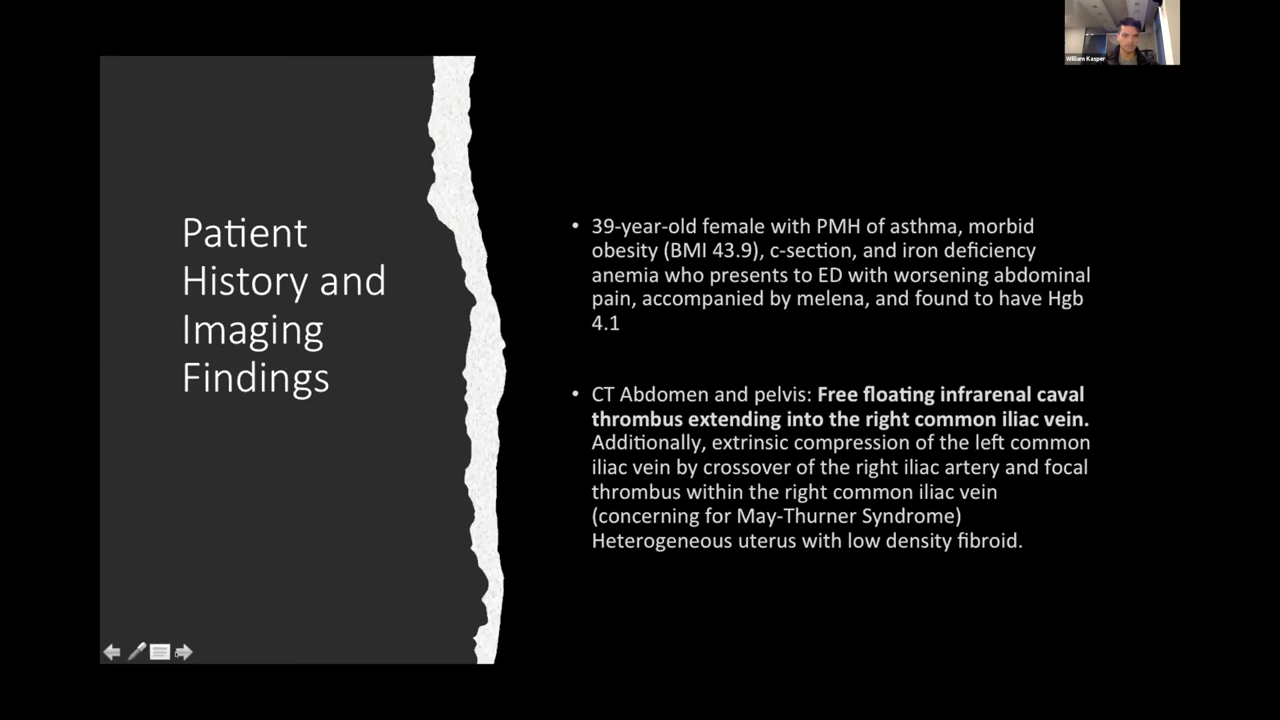 William Kasper
Patient
History and
Imaging
Findings
• 39-year-old female with PMH of asthma, morbid
obesity (BMI 43.9), c-section, and iron deficiency
anemia who presents to ED with worsening abdominal
pain, accompanied by melena, and found to have Hgb
4.1
• CT Abdomen and pelvis: Free floating infrarenal caval
thrombus extending into the right common iliac vein.
Additionally, extrinsic compression of the left common
iliac vein by crossover of the right iliac artery and focal
thrombus within the right common iliac vein
(concerning for May-Thurner Syndrome)
Heterogeneous uterus with low density fibroid.